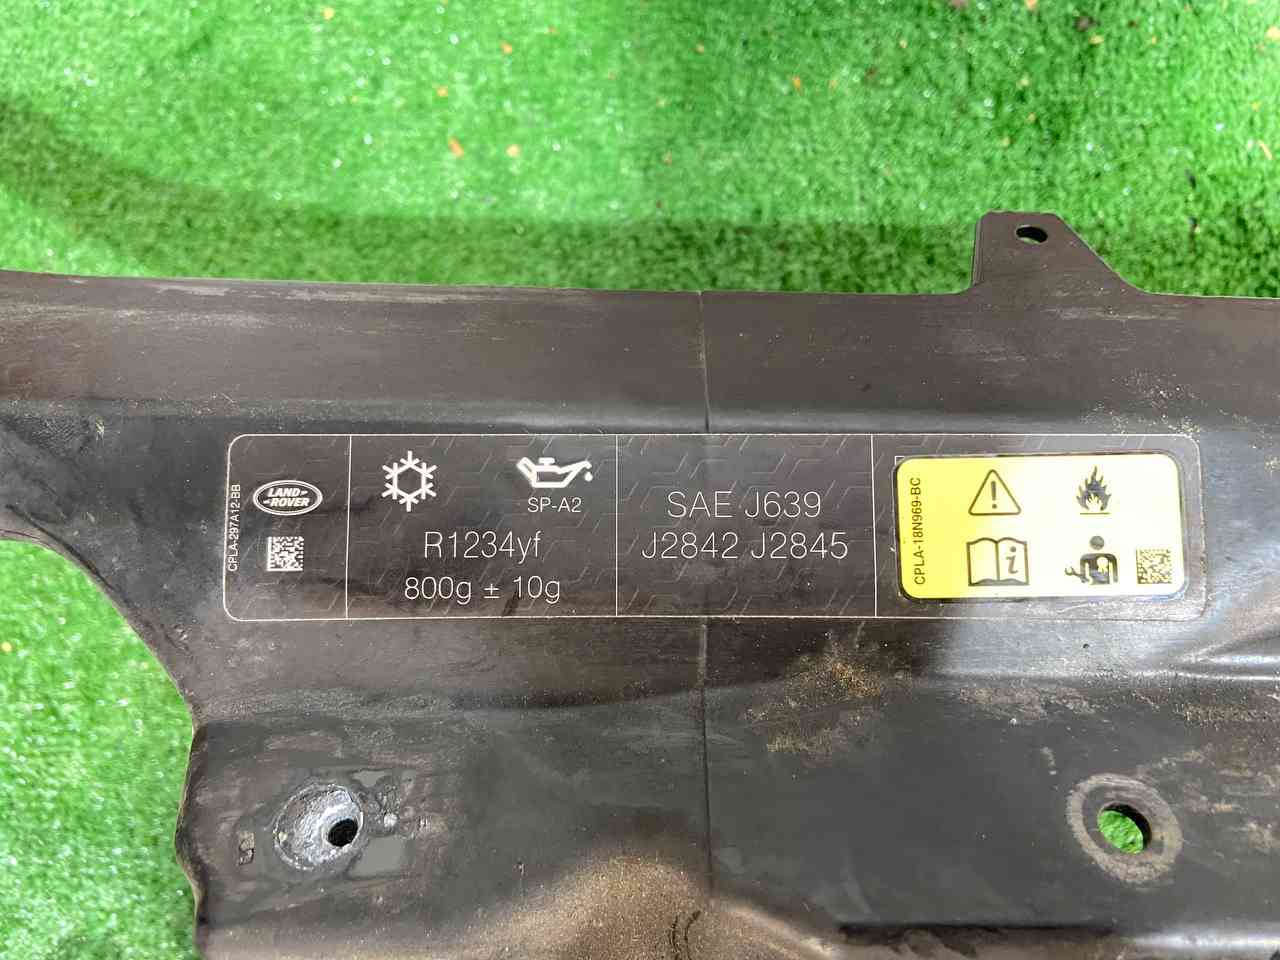 CPLA-297A12-BB
LAND-
-ROVER
SP-A2
R1234yf
800g ± 10g
SAE J639
J2842 J2845
CPLA-18N969-BC
i